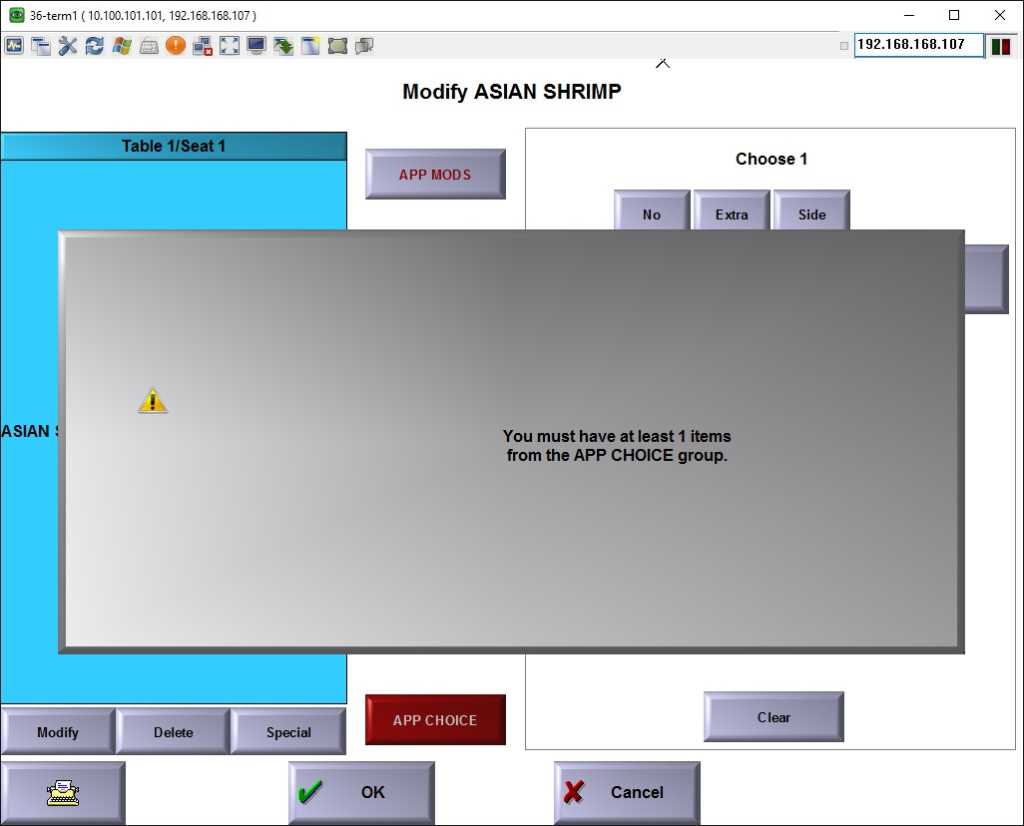 36-term1 ( 10.100.101.101, 192.168.168.107 )
192.168.168.107
Modify ASIAN SHRIMP
Table 1/Seat 1
APP MODS
Choose 1
No
Extra
Side
ASIAN
You must have at least 1 items
from the APP CHOICE group.
APP CHOICE
Clear
Modify
Delete
Special
OK
Cancel